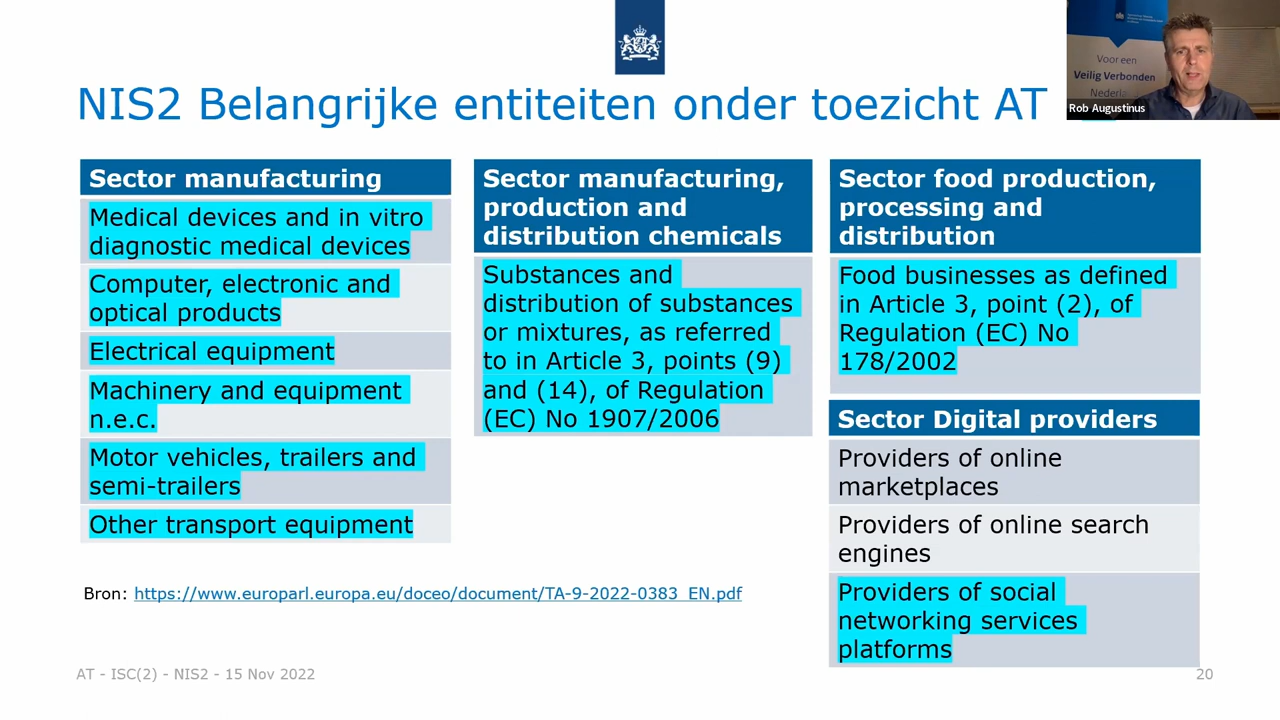 NIS2 Belangrijke entiteiten onder toezicht AT
Voor een
Veilig Verbonden
Rob Augustinus
Sector manufacturing
Medical devices and in vitro
diagnostic medical devices
Computer, electronic and
optical products
Electrical equipment
Machinery and equipment
n.e.c.
Motor vehicles, trailers and
semi-trailers
Other transport equipment
Sector manufacturing,
production and
distribution chemicals
Substances and
distribution of substances
or mixtures, as referred
to in Article 3, points (9)
and (14), of Regulation
(EC) No 1907/2006
Sector food production,
processing and
distribution
Food businesses as defined
in Article 3, point (2), of
Regulation (EC) No
178/2002
Sector Digital providers
Providers of online
marketplaces
Providers of online search
engines
Providers of social
networking services
platforms
Bron: https://www.europarl.europa.eu/doceo/document/TA-9-2022-0383_EN.pdf
AT - ISC(2) - NIS2 - 15 Nov 2022
20